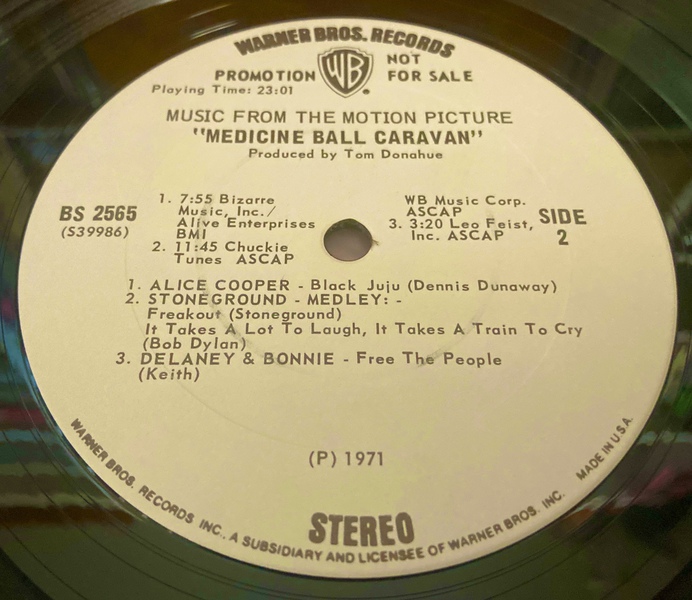 WARNER BROS. RECORDS
PROMOTION WB NOT
FOR SALE
Playing Time: 23:01
MUSIC FROM THE MOTION PICTURE
"MEDICINE BALL CARAVAN"
Produced by Tom Donahue
BS 2565
(S39986)
1. 7:55 Bizarre
Music, Inc./
Alive Enterprises
BMI
2. 11:45 Chuckie
Tunes ASCAP
WB Music Corp.
ASCAP
3. 3:20 Leo Feist,
Inc. ASCAP
SIDE
2
1. ALICE COOPER - Black Juju (Dennis Dunaway)
2. STONEGROUND - MEDLEY: -
Freakout (Stoneground)
It Takes A Lot To Laugh, It Takes A Train To Cry
(Bob Dylan)
3. DELANEY & BONNIE - Free The People
(Keith)
(P) 1971
STEREO
WARNER BROS. RECORDS INC., A SUBSIDIARY AND LICENSEE OF WARNER BROS. INC. MADE IN U.S.A.